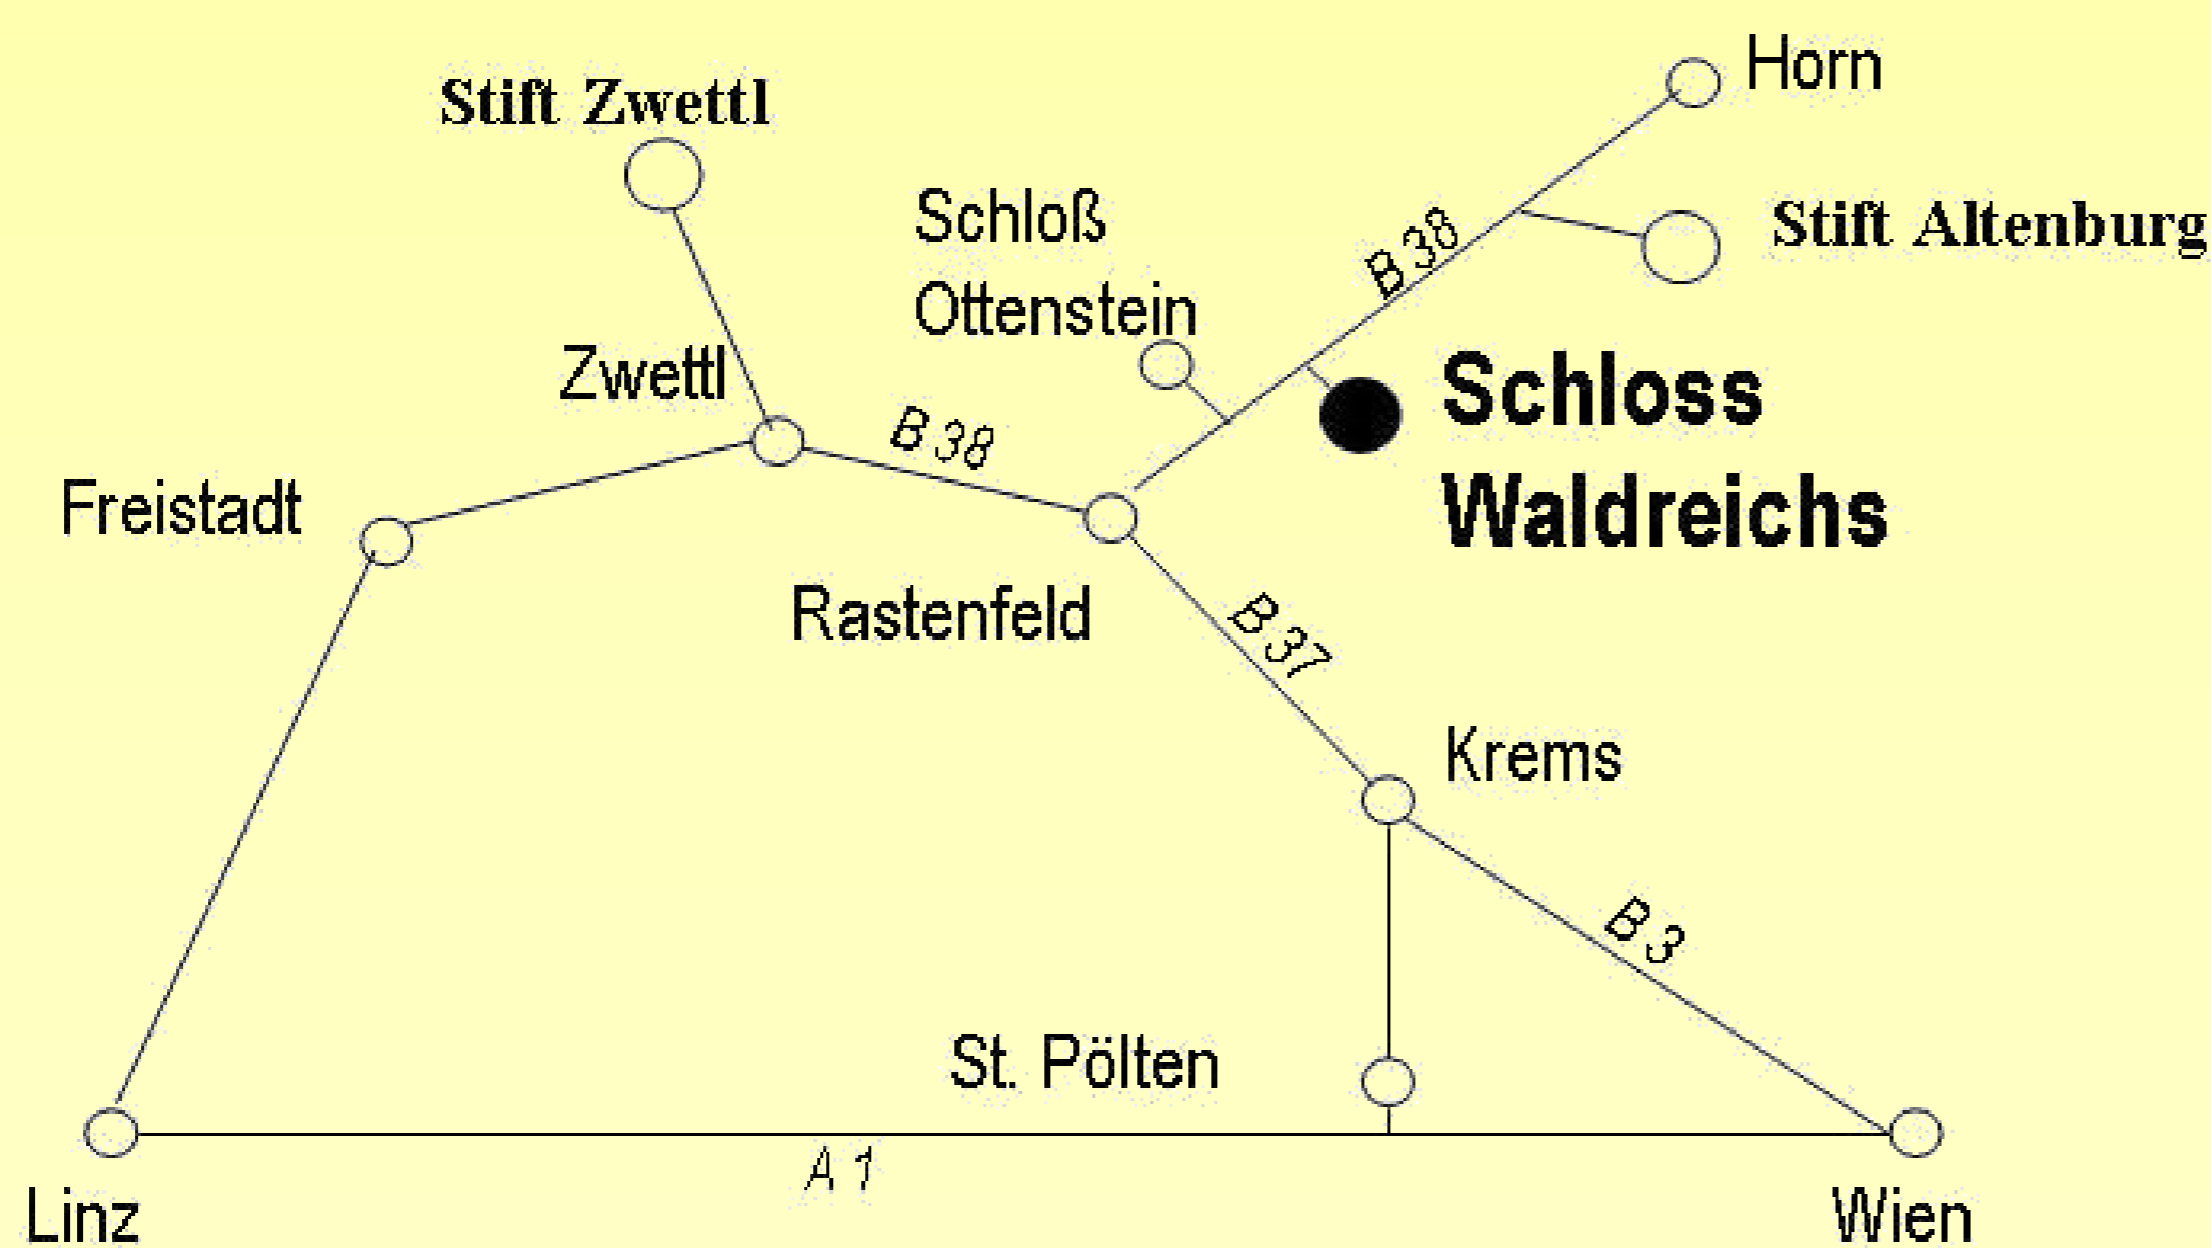 Horn
Stift Zwettl
Stift Altenburg
Schloß
Ottenstein
B 38
Zwettl
B 38
Schloss
Waldreichs
Freistadt
Rastenfeld
B 37
Krems
B 3
St. Pölten
A 1
Linz
Wien